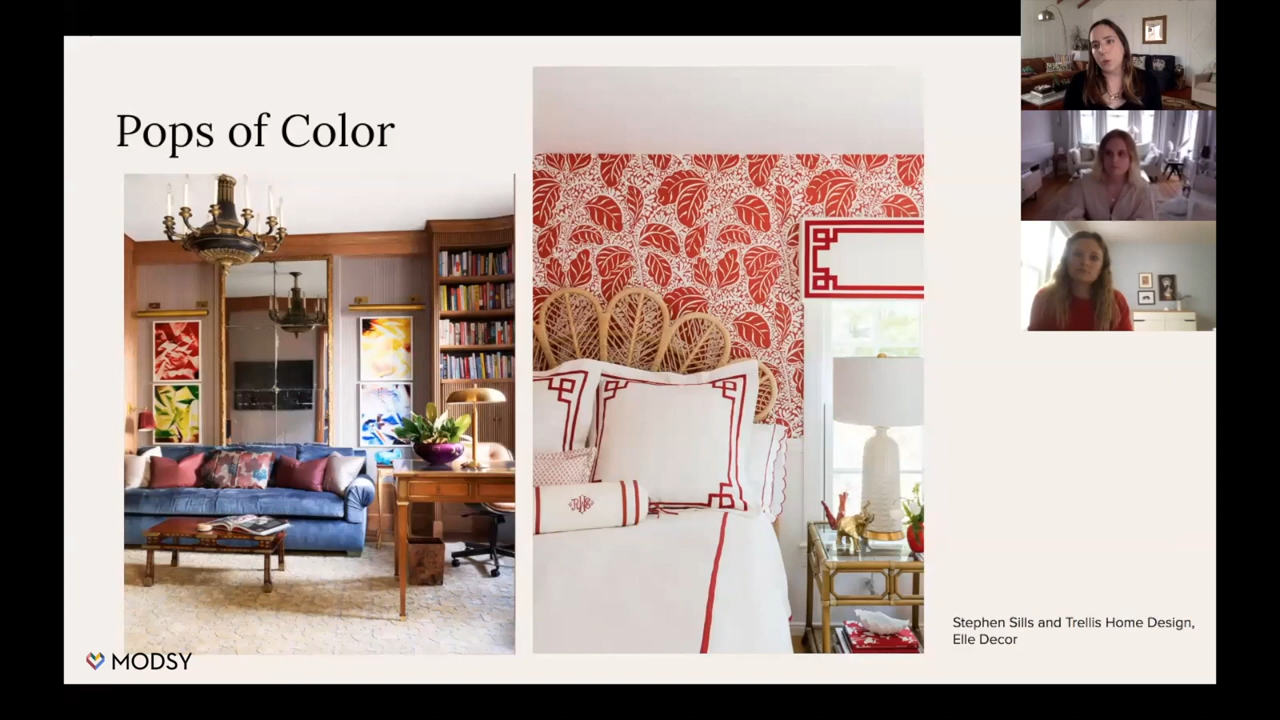 Pops of Color
Stephen Sills and Trellis Home Design,
Elle Decor
MODSY